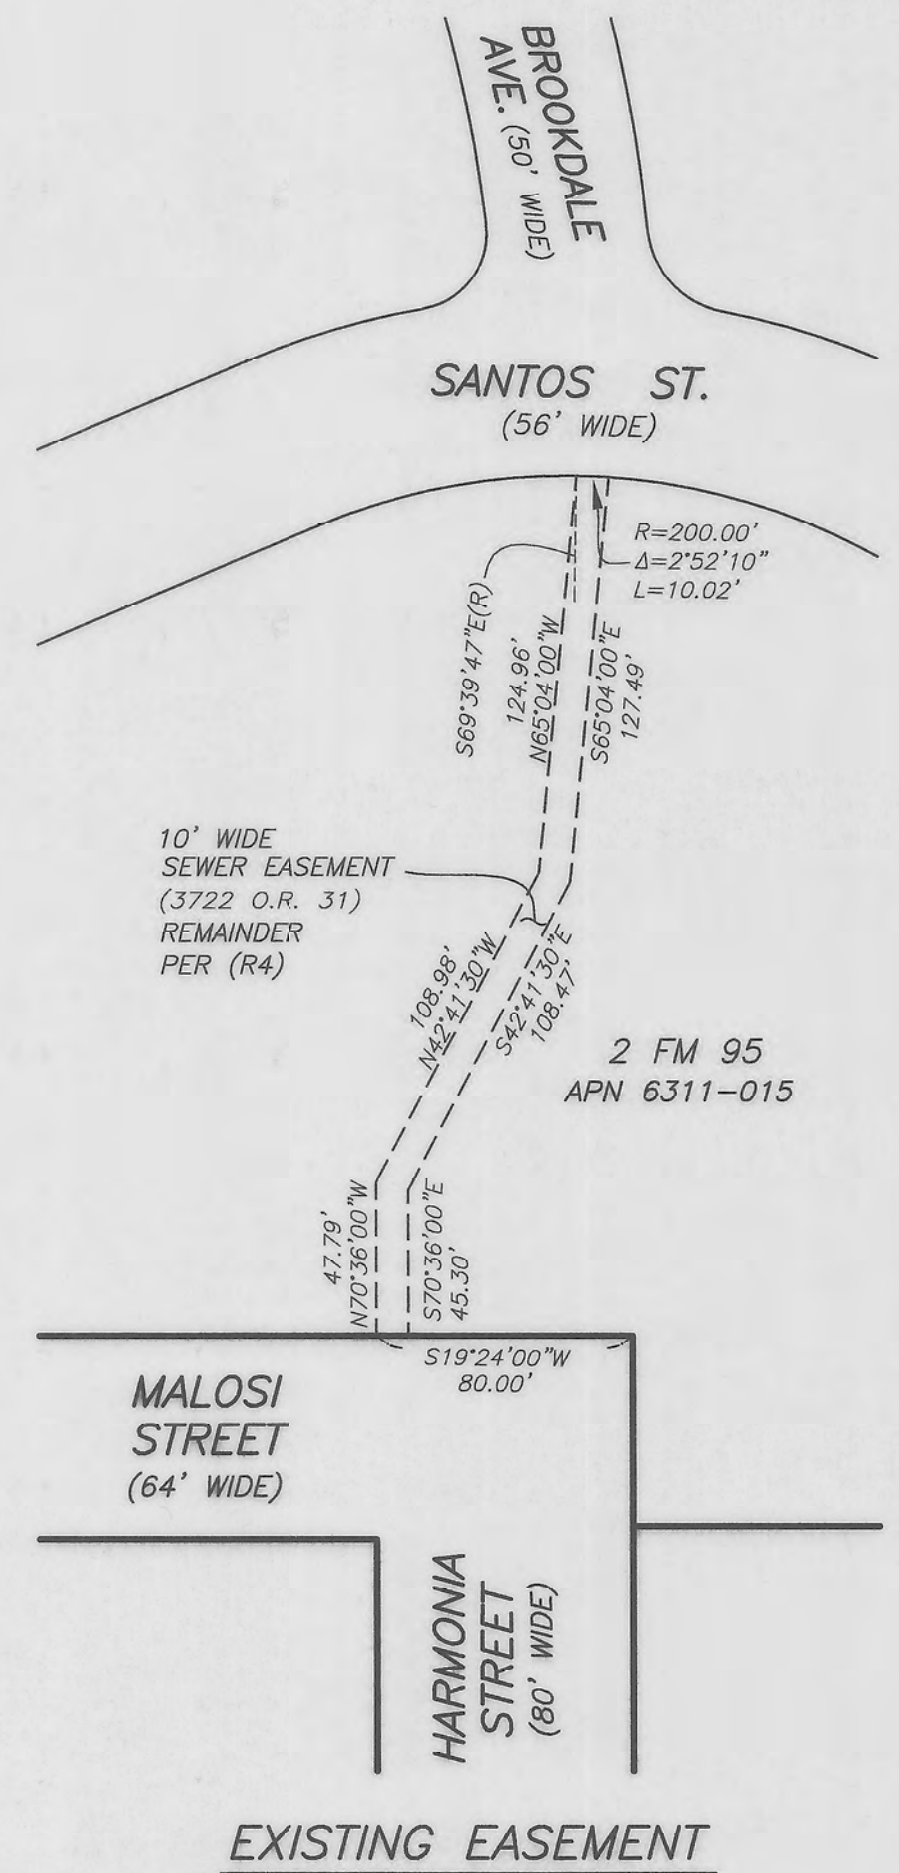 BROOKDALE
AVE. (50' WIDE)
SANTOS ST.
(56' WIDE)
R=200.00'
Δ=2°52'10"
L=10.02'
S69°39'47"E(R)
124.96'
N65°04'00"W
S65°04'00"E
127.49'
10' WIDE
SEWER EASEMENT
(3722 O.R. 31)
REMAINDER
PER (R4)
108.98'
N42°41'30"W
S42°41'30"E
108.47'
2 FM 95
APN 6311-015
47.79'
N70°36'00"W
S70°36'00"E
45.30'
S19°24'00"W
80.00'
MALOSI
STREET
(64' WIDE)
HARMONIA
STREET
(80' WIDE)
EXISTING EASEMENT